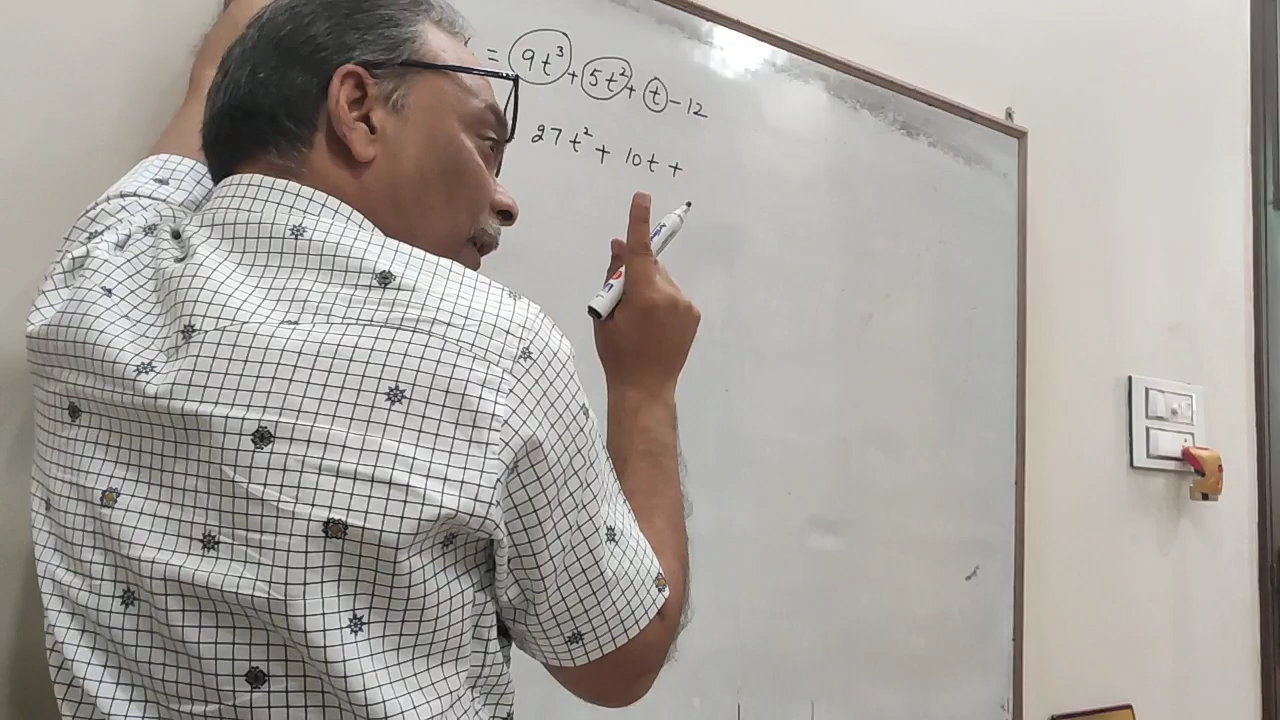 = 9t³ + 5t² + t - 12
27t² + 10t +